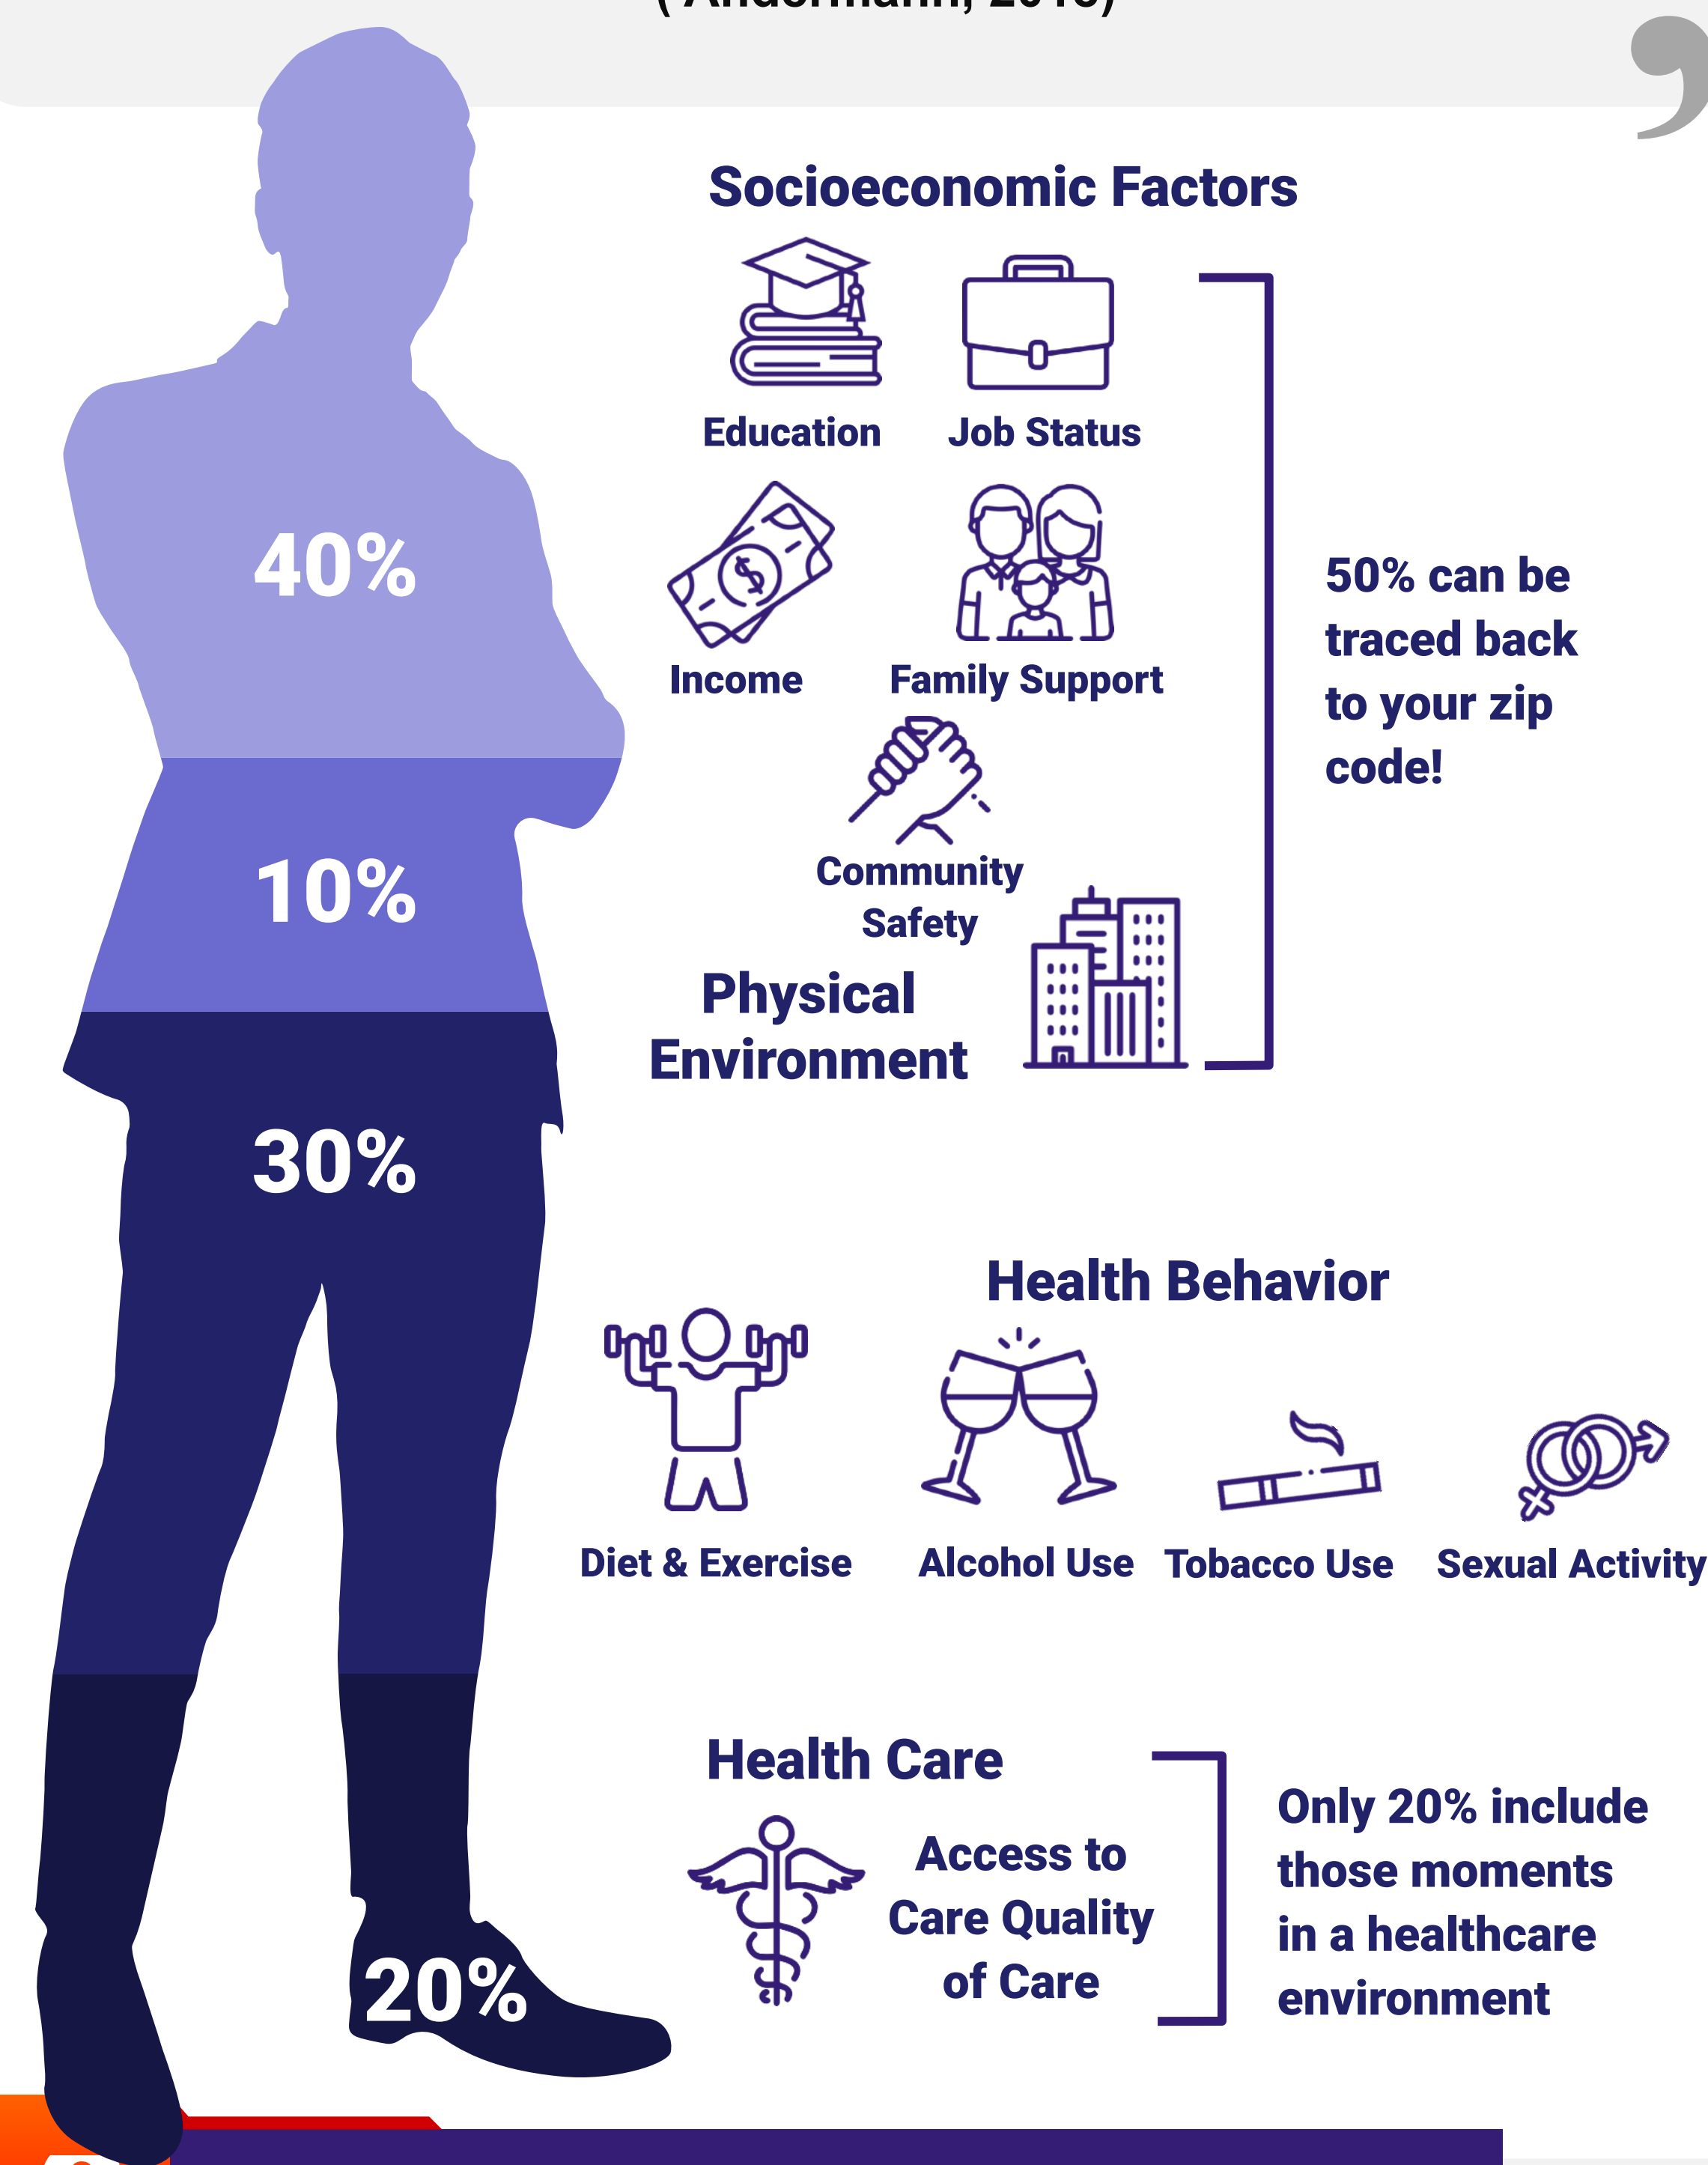 Socioeconomic Factors
Education
Job Status
40%
Income
Family Support
50% can be
traced back
to your zip
code!
10%
Community
Safety
Physical
Environment
30%
Health Behavior
Diet & Exercise
Alcohol Use
Tobacco Use
Sexual Activity
Health Care
Access to
Care Quality
of Care
Only 20% include
those moments
in a healthcare
environment
20%